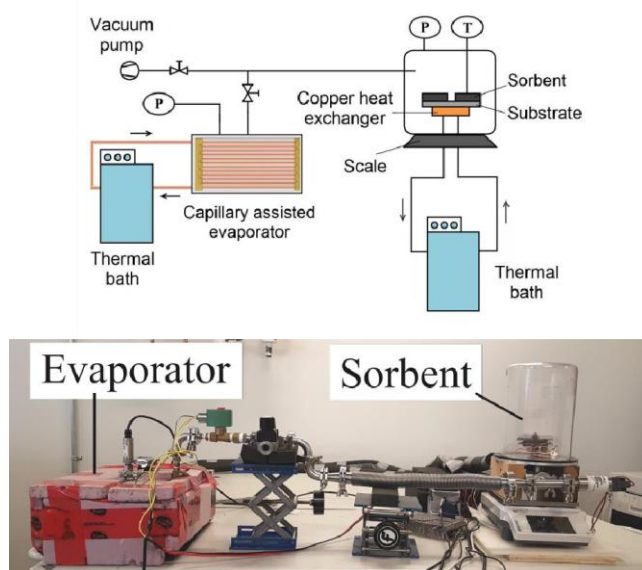 Vacuum
pump
P
P
T
Sorbent
Substrate
Copper heat
exchanger
Scale
Capillary assisted
evaporator
Thermal
bath
Thermal
bath
Evaporator
Sorbent